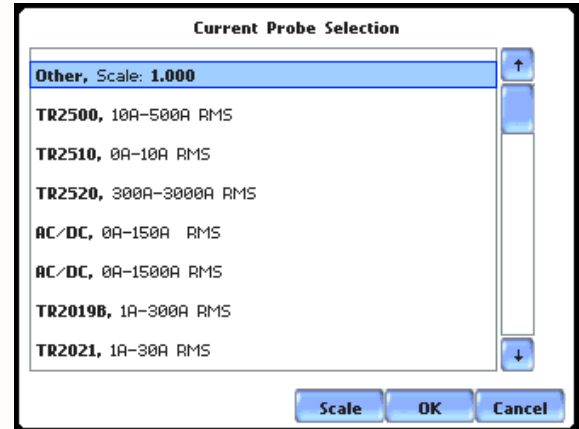 Current Probe Selection
Other, Scale: 1.000
TR2500, 10A-500A RMS
TR2510, 0A-10A RMS
TR2520, 300A-3000A RMS
AC/DC, 0A-150A RMS
AC/DC, 0A-1500A RMS
TR2019B, 1A-300A RMS
TR2021, 1A-30A RMS
Scale OK Cancel